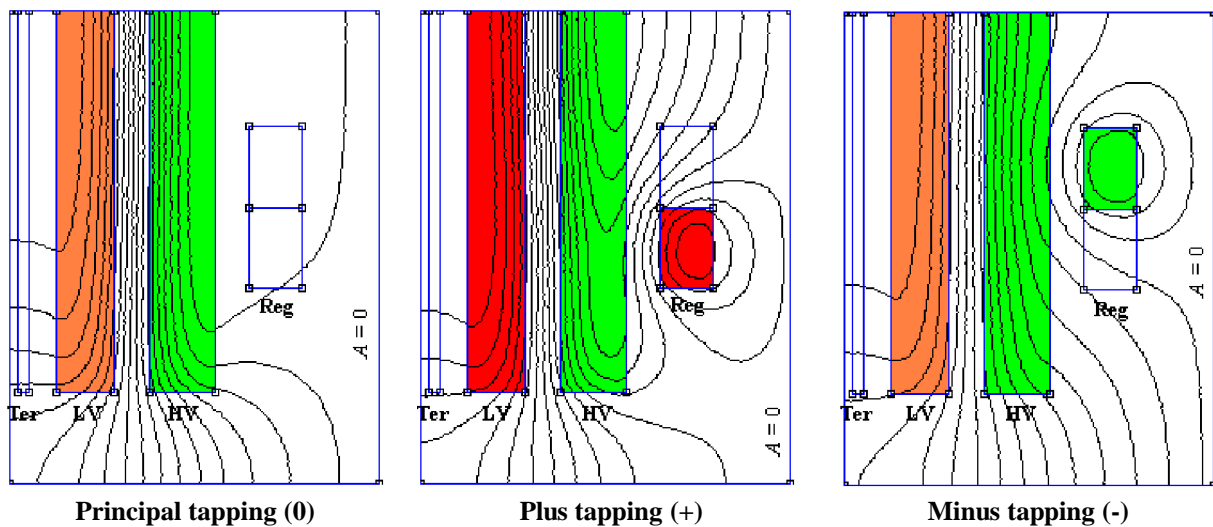 Reg
A = 0
Ter LV HV
Principal tapping (0)
Reg
A = 0
Ter LV HV
Plus tapping (+)
Reg
A = 0
Ter LV HV
Minus tapping (-)